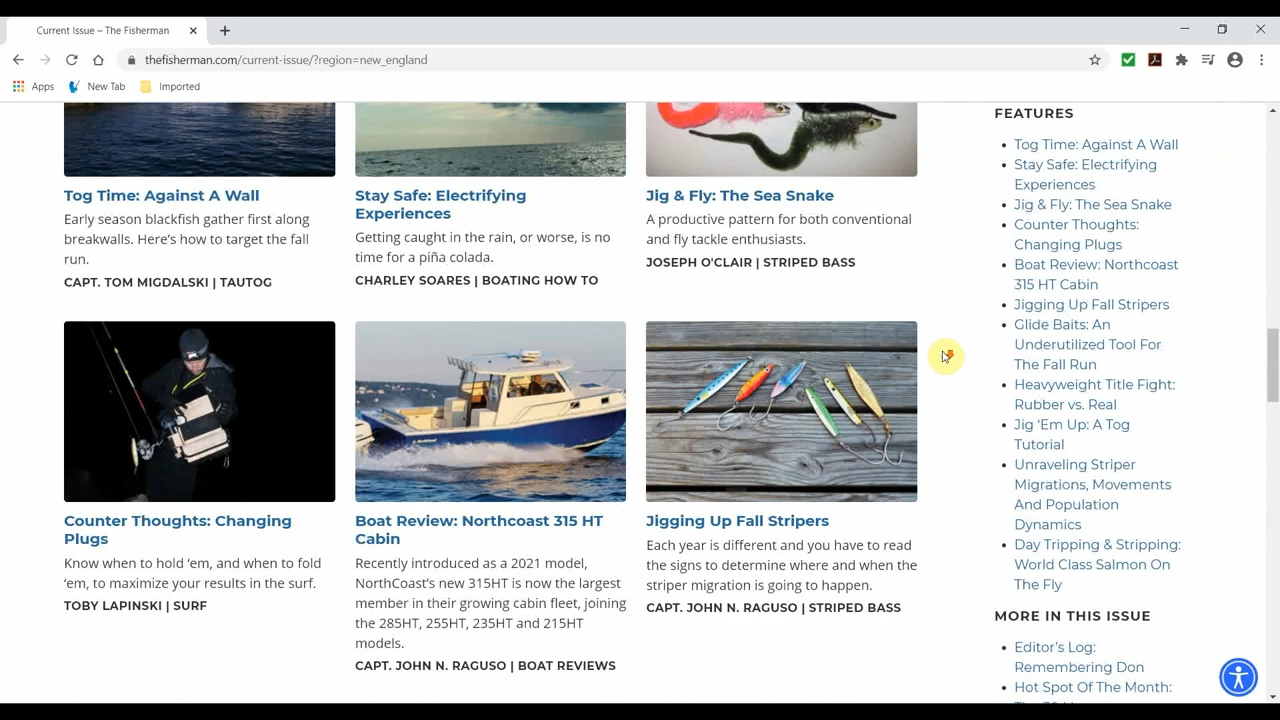 Current Issue – The Fisherman
thefisherman.com/current-issue/?region=new_england
Apps
New Tab
Imported
Tog Time: Against A Wall
Early season blackfish gather first along
breakwalls. Here's how to target the fall
run.
CAPT. TOM MIGDALSKI | TAUTOG
Stay Safe: Electrifying
Experiences
Getting caught in the rain, or worse, is no
time for a piña colada.
CHARLEY SOARES | BOATING HOW TO
Jig & Fly: The Sea Snake
A productive pattern for both conventional
and fly tackle enthusiasts.
JOSEPH O'CLAIR | STRIPED BASS
Counter Thoughts: Changing
Plugs
Know when to hold ‘em, and when to fold
‘em, to maximize your results in the surf.
TOBY LAPINSKI | SURF
Boat Review: Northcoast 315 HT
Cabin
Recently introduced as a 2021 model,
NorthCoast's new 315HT is now the largest
member in their growing cabin fleet, joining
the 285HT, 255HT, 235HT and 215HT
models.
CAPT. JOHN N. RAGUSO | BOAT REVIEWS
Jigging Up Fall Stripers
Each year is different and you have to read
the signs to determine where and when the
striper migration is going to happen.
CAPT. JOHN N. RAGUSO | STRIPED BASS
FEATURES
Tog Time: Against A Wall
Stay Safe: Electrifying
Experiences
Jig & Fly: The Sea Snake
Counter Thoughts:
Changing Plugs
Boat Review: Northcoast
315 HT Cabin
Jigging Up Fall Stripers
Glide Baits: An
Underutilized Tool For
The Fall Run
Heavyweight Title Fight:
Rubber vs. Real
Jig ‘Em Up: A Tog
Tutorial
Unraveling Striper
Migrations, Movements
And Population
Dynamics
Day Tripping & Stripping:
World Class Salmon On
The Fly
MORE IN THIS ISSUE
Editor’s Log:
Remembering Don
Hot Spot Of The Month: